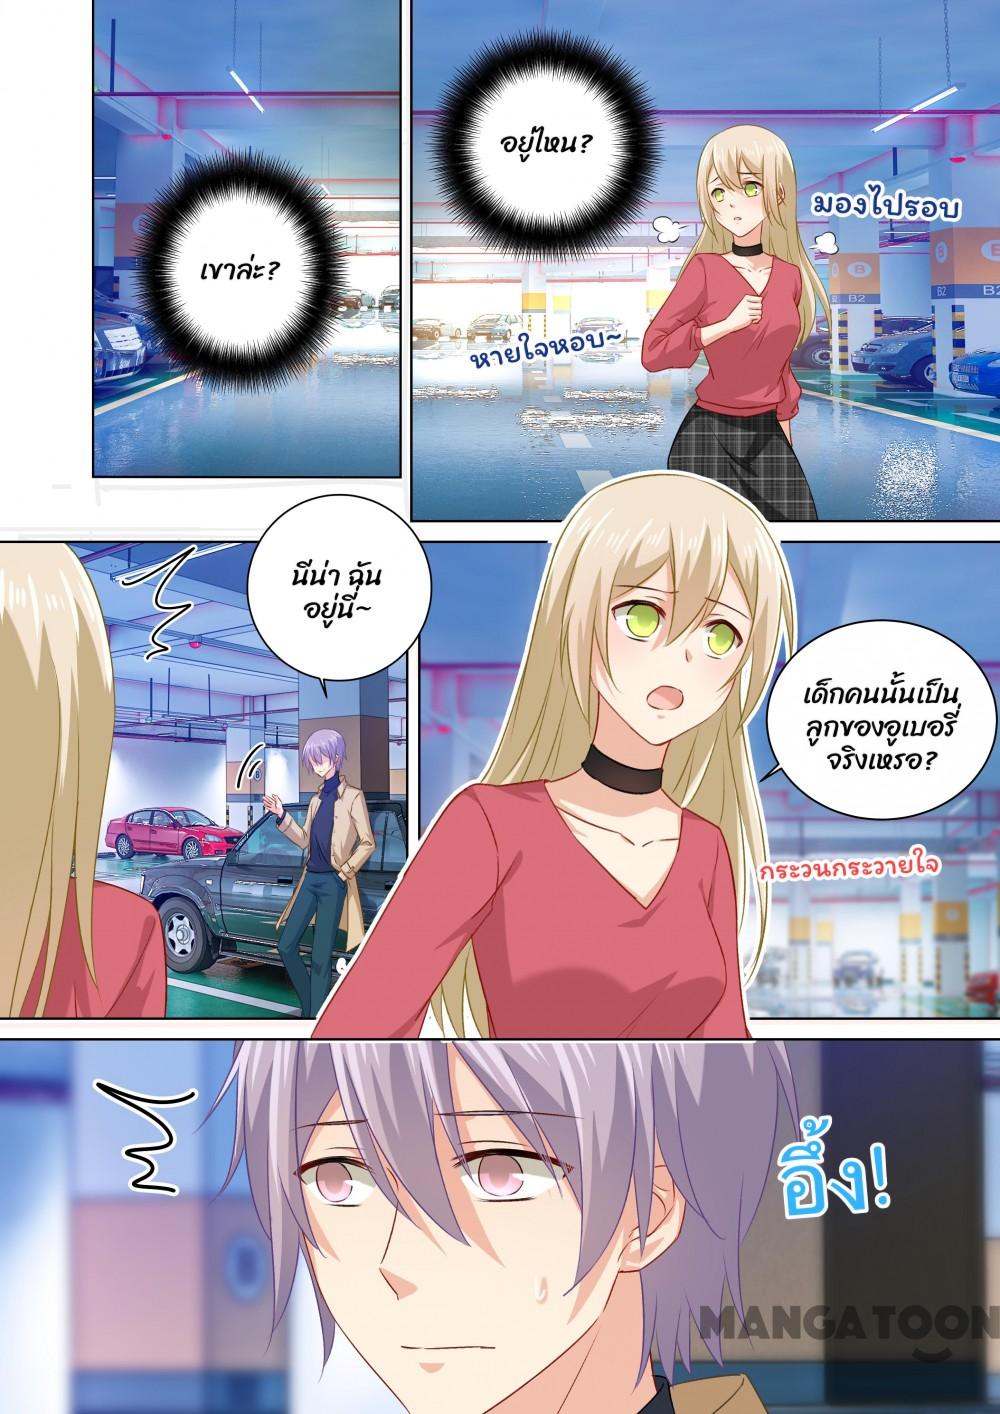 เขาล่ะ?
อยู่ไหน?
มองไปรอบ
หายใจหอบ~
B
B2
B
B2
นีน่า ฉัน
อยู่นี่~
เด็กคนนั้นเป็น
ลูกของอูเบอรี่
จริงเหรอ?
กระวนกระวายใจ
อึ้ง!
MANGATOON